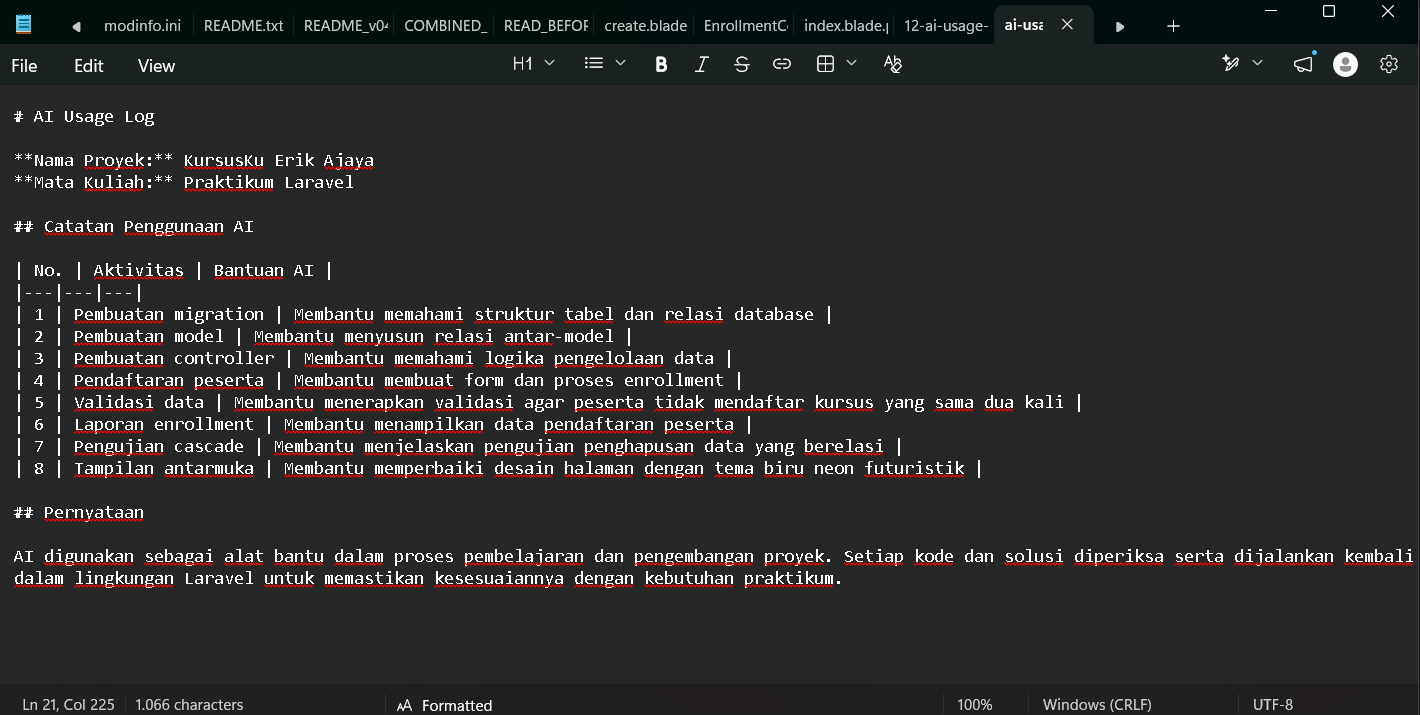 modinfo.ini README.txt README_v04 COMBINED_ READ_BEFOR create.blade EnrollmentC index.blade.p 12-ai-usage- ai-usa
File Edit View H1 B I S
# AI Usage Log
**Nama Proyek:** KursusKu Erik Ajaya
**Mata Kuliah:** Praktikum Laravel
## Catatan Penggunaan AI
| No. | Aktivitas | Bantuan AI |
|---|---|---|
| 1 | Pembuatan migration | Membantu memahami struktur tabel dan relasi database |
| 2 | Pembuatan model | Membantu menyusun relasi antar-model |
| 3 | Pembuatan controller | Membantu memahami logika pengelolaan data |
| 4 | Pendaftaran peserta | Membantu membuat form dan proses enrollment |
| 5 | Validasi data | Membantu menerapkan validasi agar peserta tidak mendaftar kursus yang sama dua kali |
| 6 | Laporan enrollment | Membantu menampilkan data pendaftaran peserta |
| 7 | Pengujian cascade | Membantu menjelaskan pengujian penghapusan data yang berelasi |
| 8 | Tampilan antarmuka | Membantu memperbaiki desain halaman dengan tema biru neon futuristik |
## Pernyataan
AI digunakan sebagai alat bantu dalam proses pembelajaran dan pengembangan proyek. Setiap kode dan solusi diperiksa serta dijalankan kembali
dalam lingkungan Laravel untuk memastikan kesesuaiannya dengan kebutuhan praktikum.
Ln 21, Col 225 1.066 characters Formatted 100% Windows (CRLF) UTF-8